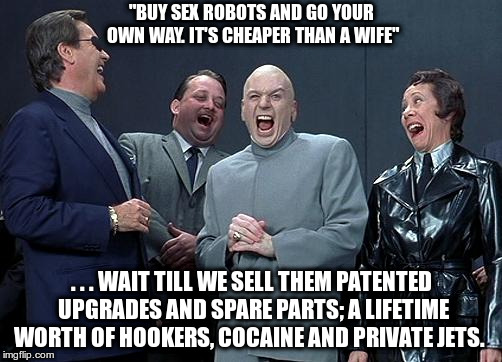 "BUY SEX ROBOTS AND GO YOUR
OWN WAY. IT'S CHEAPER THAN A WIFE"
. . . WAIT TILL WE SELL THEM PATENTED
UPGRADES AND SPARE PARTS; A LIFETIME
WORTH OF HOOKERS, COCAINE AND PRIVATE JETS.
imgflip.com